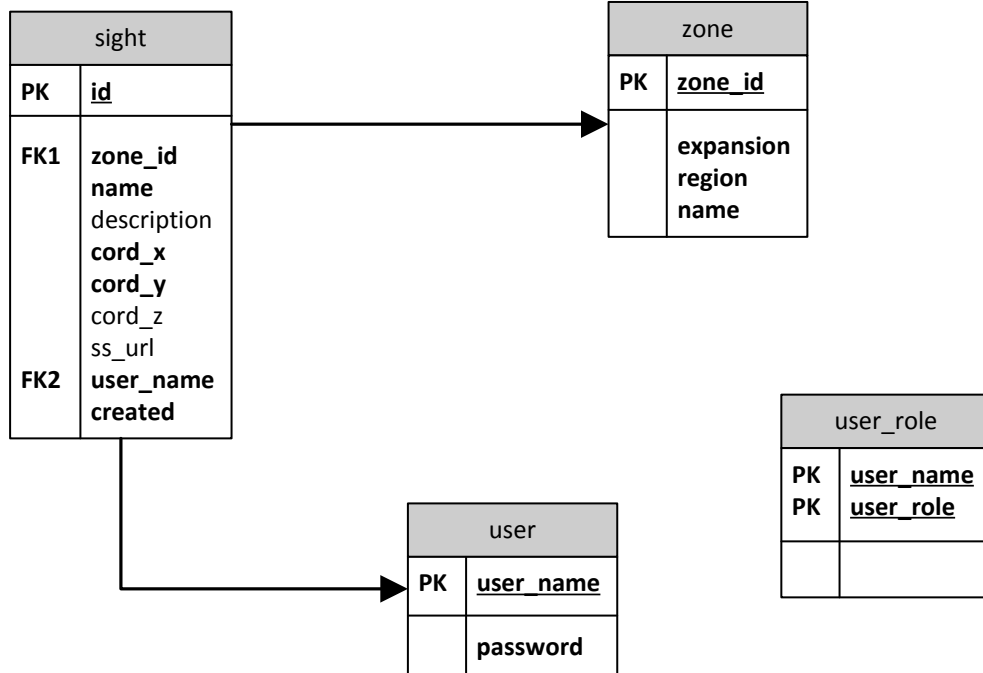 sight
PK id
FK1 zone_id
name
description
cord_x
cord_y
cord_z
ss_url
FK2 user_name
created
zone
PK zone_id
expansion
region
name
user_role
PK user_name
PK user_role
user
PK user_name
password